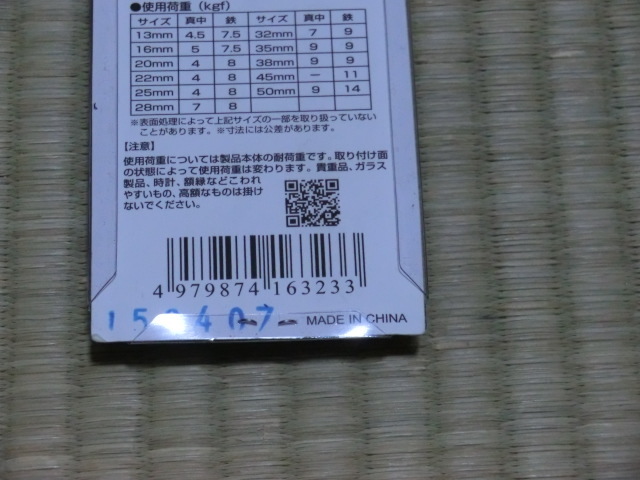 ●使用荷重（kgf）
サイズ 真中 鉄 サイズ 真中 鉄
13mm 4.5 7.5 32mm 7 9
16mm 5 7.5 35mm 9 9
20mm 4 8 38mm 9 9
22mm 4 8 45mm － 11
25mm 4 8 50mm 9 14
28mm 7 8
※表面処理によって上記サイズの一部を取り扱っていない
ことがあります。※寸法には公差があります。
【注意】
使用荷重については製品本体の耐荷重です。取り付け面
の状態によって使用荷重は変わります。貴重品、ガラス
製品、時計、額縁などこわれ
やすいもの、高額なものは掛け
ないでください。
4 979874 163233
MADE IN CHINA